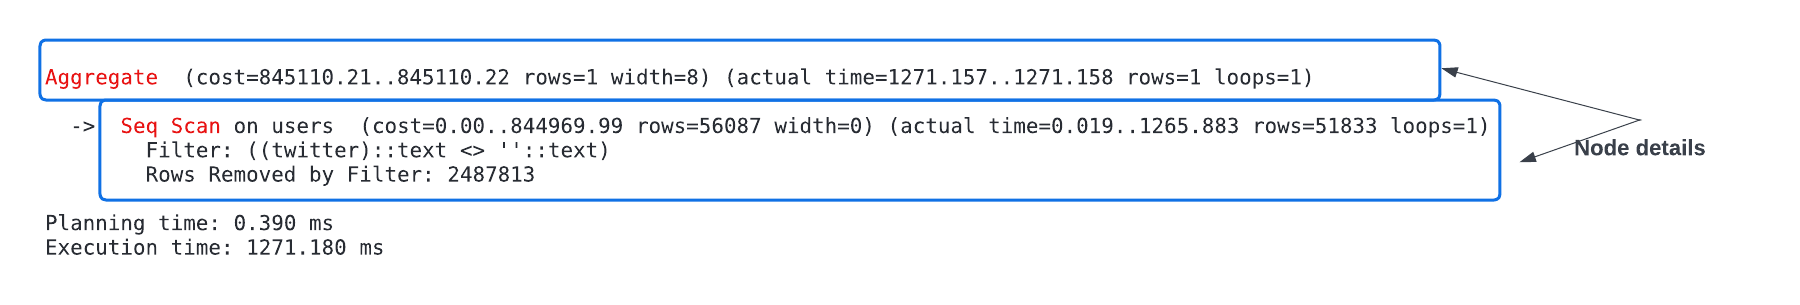 Aggregate  (cost=845110.21..845110.22 rows=1 width=8) (actual time=1271.157..1271.158 rows=1 loops=1)
  ->  Seq Scan on users  (cost=0.00..844969.99 rows=56087 width=0) (actual time=0.019..1265.883 rows=51833 loops=1)
        Filter: ((twitter)::text <> ''::text)
        Rows Removed by Filter: 2487813
Node details
Planning time: 0.390 ms
Execution time: 1271.180 ms